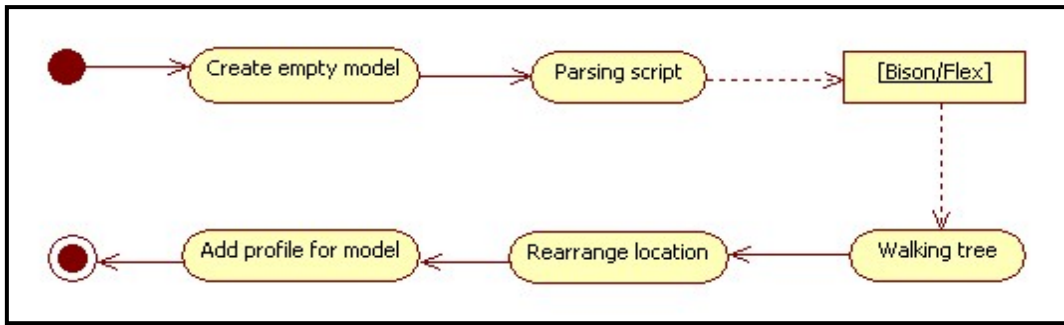 Create empty model
Parsing script
[Bison/Flex]
Add profile for model
Rearrange location
Walking tree